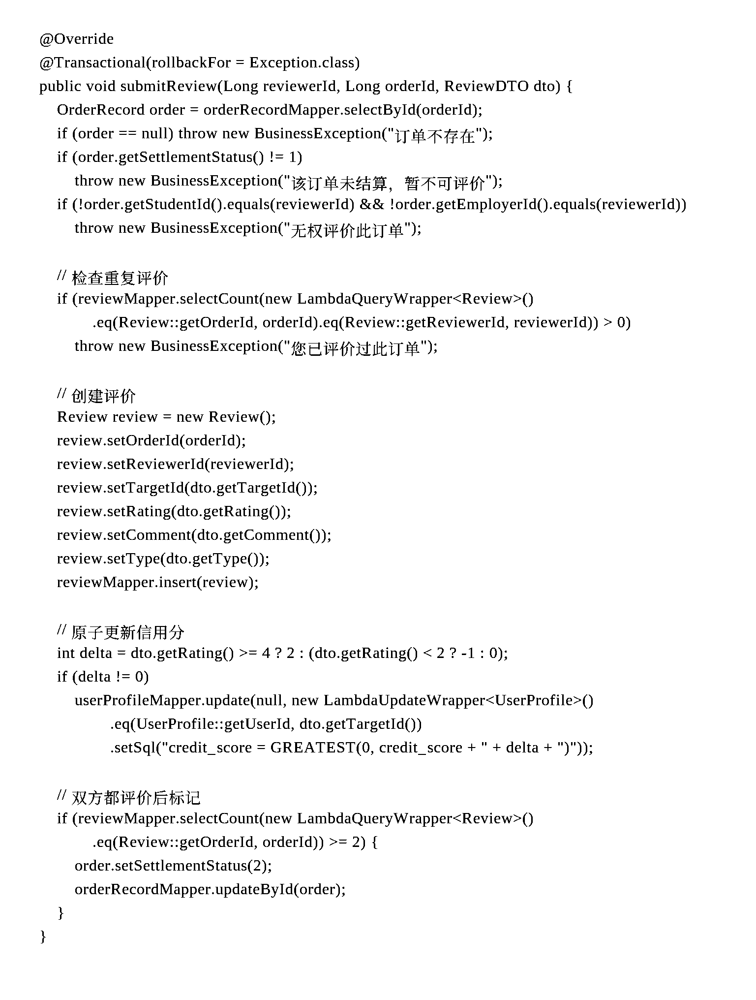 @Override
@Transactional(rollbackFor = Exception.class)
public void submitReview(Long reviewerId, Long orderId, ReviewDTO dto) {
    OrderRecord order = orderRecordMapper.selectById(orderId);
    if (order == null) throw new BusinessException("订单不存在");
    if (order.getSettlementStatus() != 1)
        throw new BusinessException("该订单未结算，暂不可评价");
    if (!order.getStudentId().equals(reviewerId) && !order.getEmployerId().equals(reviewerId))
        throw new BusinessException("无权评价此订单");

    // 检查重复评价
    if (reviewMapper.selectCount(new LambdaQueryWrapper<Review>()
            .eq(Review::getOrderId, orderId).eq(Review::getReviewerId, reviewerId)) > 0)
        throw new BusinessException("您已评价过此订单");

    // 创建评价
    Review review = new Review();
    review.setOrderId(orderId);
    review.setReviewerId(reviewerId);
    review.setTargetId(dto.getTargetId());
    review.setRating(dto.getRating());
    review.setComment(dto.getComment());
    review.setType(dto.getType());
    reviewMapper.insert(review);

    // 原子更新信用分
    int delta = dto.getRating() >= 4 ? 2 : (dto.getRating() < 2 ? -1 : 0);
    if (delta != 0)
        userProfileMapper.update(null, new LambdaUpdateWrapper<UserProfile>()
                .eq(UserProfile::getUserId, dto.getTargetId())
                .setSql("credit_score = GREATEST(0, credit_score + " + delta + ")"));

    // 双方都评价后标记
    if (reviewMapper.selectCount(new LambdaQueryWrapper<Review>()
            .eq(Review::getOrderId, orderId)) >= 2) {
        order.setSettlementStatus(2);
        orderRecordMapper.updateById(order);
    }
}